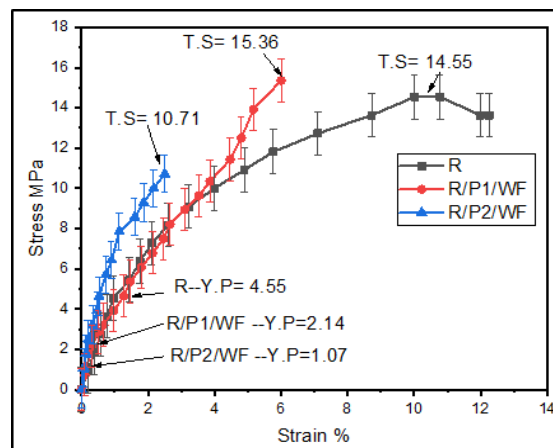 T.S= 15.36
T.S= 14.55
T.S= 10.71
R
R/P1/WF
R/P2/WF
R--Y.P = 4.55
R/P1/WF --Y.P=2.14
R/P2/WF --Y.P=1.07
Stress MPa
18
16
14
12
10
8
6
4
2
0
0 2 4 6 8 10 12 14
Strain %